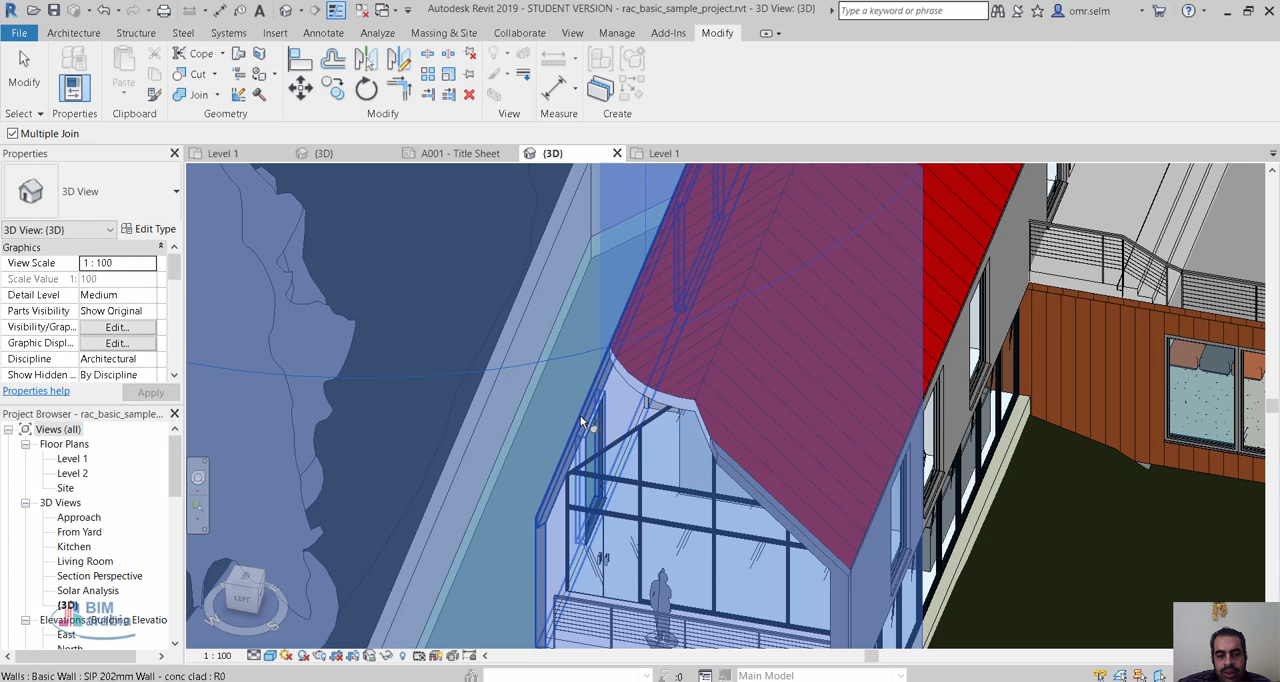 Autodesk Revit 2019 - STUDENT VERSION - rac_basic_sample_project.rvt - 3D View: {3D}
Type a keyword or phrase
omr.selm
File Architecture Structure Steel Systems Insert Annotate Analyze Massing & Site Collaborate View Manage Add-Ins Modify
Modify Paste Cope Cut Join
Select Properties Clipboard Geometry Modify View Measure Create
Multiple Join
Properties
Level 1 {3D} A001 - Title Sheet {3D} Level 1
3D View
3D View: {3D} Edit Type
Graphics
View Scale 1 : 100
Scale Value 1: 100
Detail Level Medium
Parts Visibility Show Original
Visibility/Grap... Edit...
Graphic Displ... Edit...
Discipline Architectural
Show Hidden ... By Discipline
Properties help Apply
Project Browser - rac_basic_sample...
Views (all)
Floor Plans
Level 1
Level 2
Site
3D Views
Approach
From Yard
Kitchen
Living Room
Section Perspective
Solar Analysis
{3D}
Elevations (Building Elevatio
East
North
BIM
LEFT
1 : 100
Walls : Basic Wall : SIP 202mm Wall - conc clad : R0
:0
Main Model